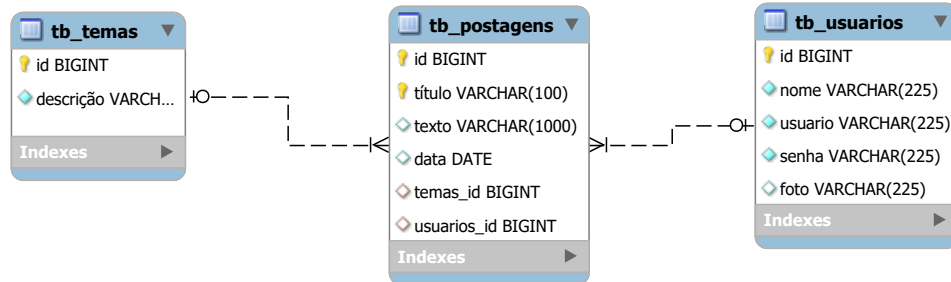 tb_temas
id BIGINT
descrição VARCH...
Indexes
tb_postagens
id BIGINT
título VARCHAR(100)
texto VARCHAR(1000)
data DATE
temas_id BIGINT
usuarios_id BIGINT
Indexes
tb_usuarios
id BIGINT
nome VARCHAR(225)
usuario VARCHAR(225)
senha VARCHAR(225)
foto VARCHAR(225)
Indexes